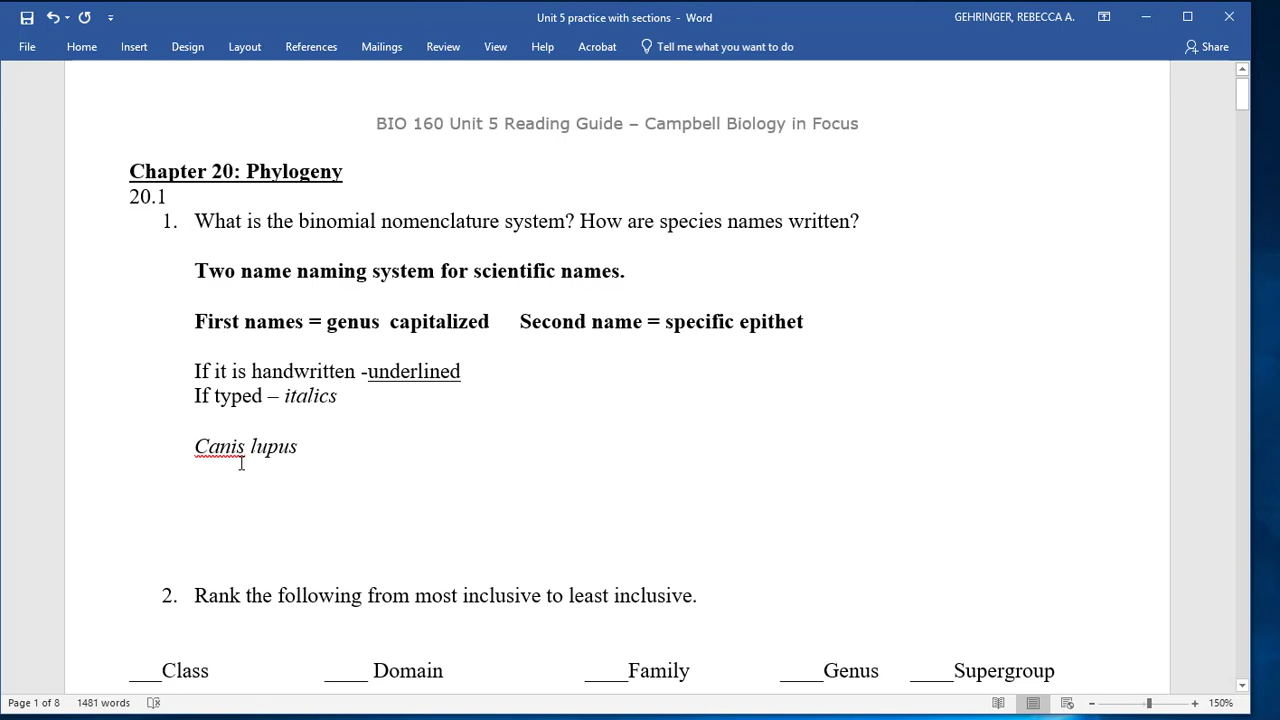 Unit 5 practice with sections - Word
GEHRINGER, REBECCA A.
File Home Insert Design Layout References Mailings Review View Help Acrobat Tell me what you want to do Share
BIO 160 Unit 5 Reading Guide – Campbell Biology in Focus
Chapter 20: Phylogeny
20.1
1. What is the binomial nomenclature system? How are species names written?
Two name naming system for scientific names.
First names = genus capitalized Second name = specific epithet
If it is handwritten -underlined
If typed – italics
Canis lupus
2. Rank the following from most inclusive to least inclusive.
___Class ____ Domain ____Family ____Genus ____Supergroup
Page 1 of 8 1481 words 150%